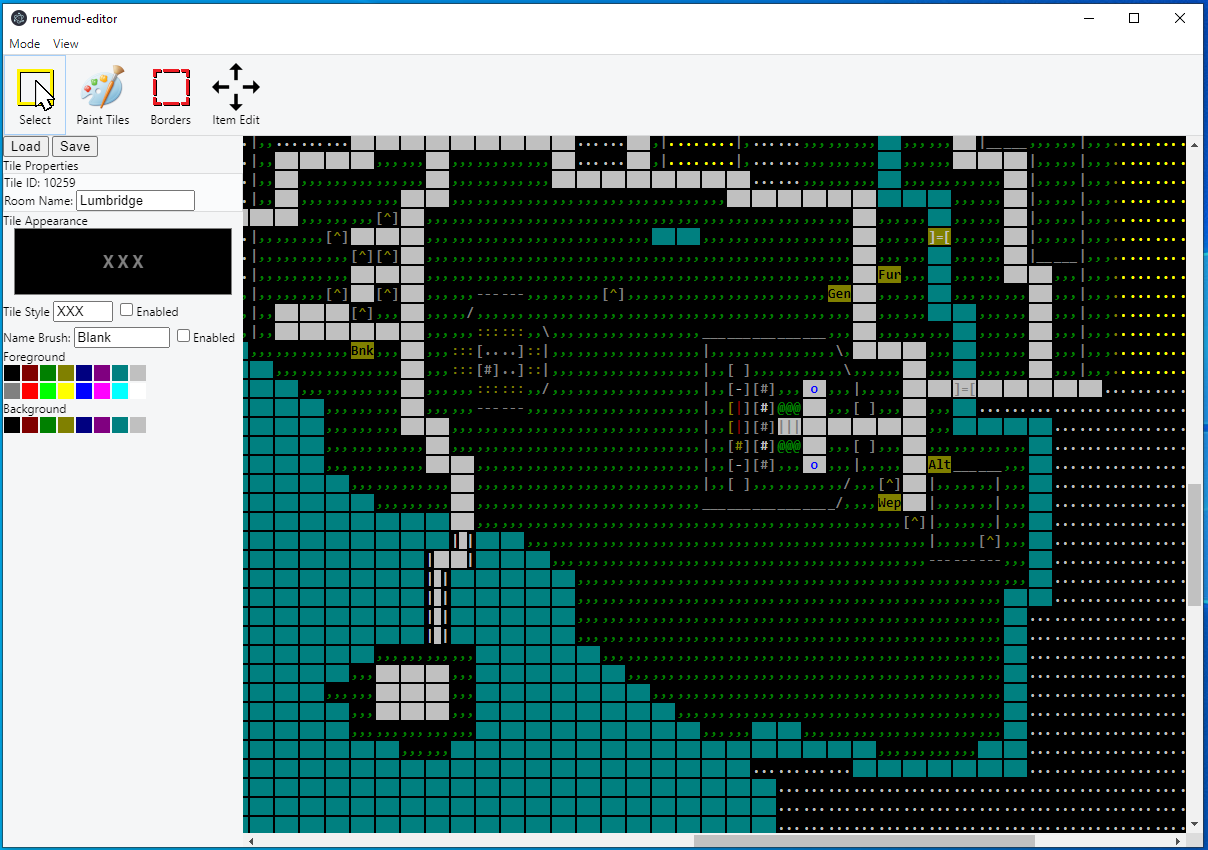 runemud-editor
Mode View
Select Paint Tiles Borders Item Edit
Load Save
Tile Properties
Tile ID: 10259
Room Name: Lumbridge
Tile Appearance
XXX
Tile Style XXX Enabled
Name Brush: Blank Enabled
Foreground
Background
[^]
[^] ]=[
[^][^]
Fur
[^] [^] [^] Gen
[^]
Bnk
o
]=[
@@@
|||
@@@
Alt
o
[^]
Wep
[^]
[^]